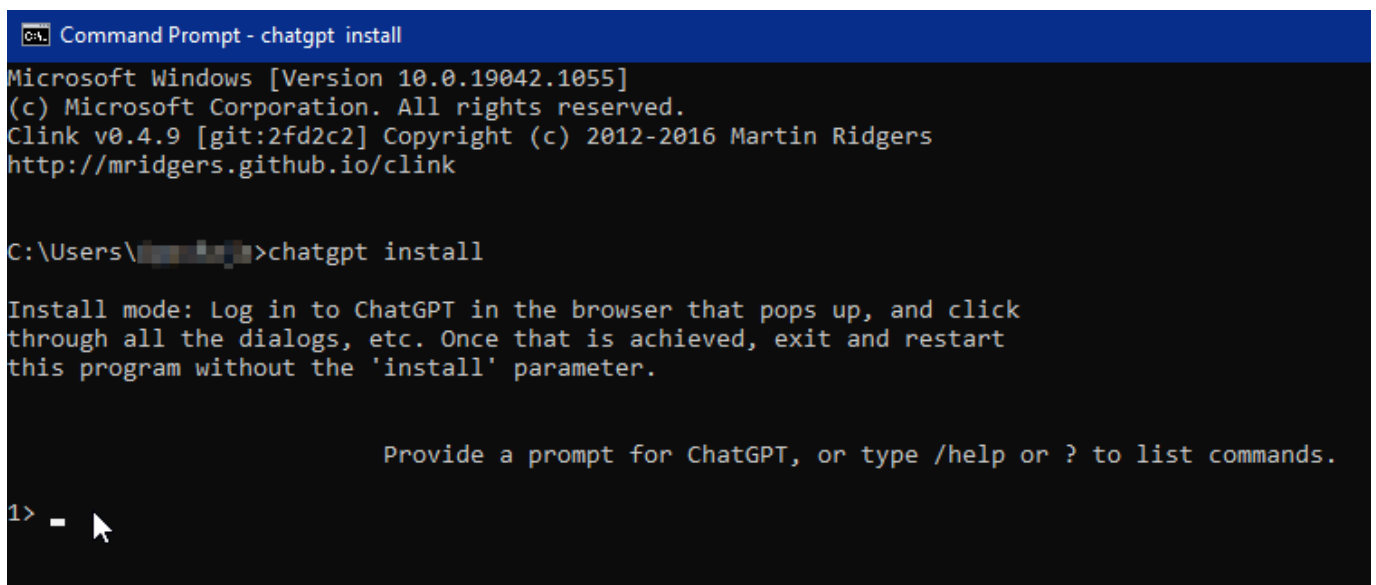 Command Prompt - chatgpt install
Microsoft Windows [Version 10.0.19042.1055]
(c) Microsoft Corporation. All rights reserved.
Clink v0.4.9 [git:2fd2c2] Copyright (c) 2012-2016 Martin Ridgers
http://mridgers.github.io/clink
C:\Users\>chatgpt install
Install mode: Log in to ChatGPT in the browser that pops up, and click
through all the dialogs, etc. Once that is achieved, exit and restart
this program without the 'install' parameter.
Provide a prompt for ChatGPT, or type /help or ? to list commands.
1>